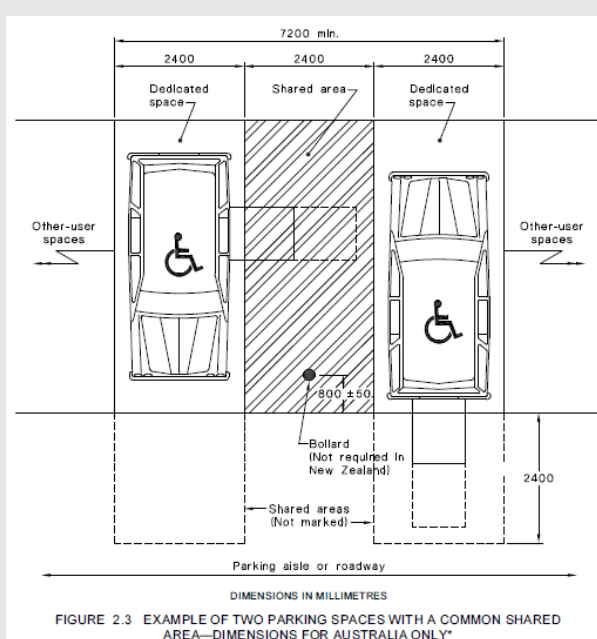 7200 min.
2400
2400
2400
Dedicated
space
Shared area
Dedicated
space
Other-user
spaces
Other-user
spaces
800 ±50
Bollard
(Not required in
New Zealand)
2400
Shared areas
(Not marked)
Parking aisle or roadway
DIMENSIONS IN MILLIMETRES
FIGURE 2.3 EXAMPLE OF TWO PARKING SPACES WITH A COMMON SHARED
AREA—DIMENSIONS FOR AUSTRALIA ONLY*